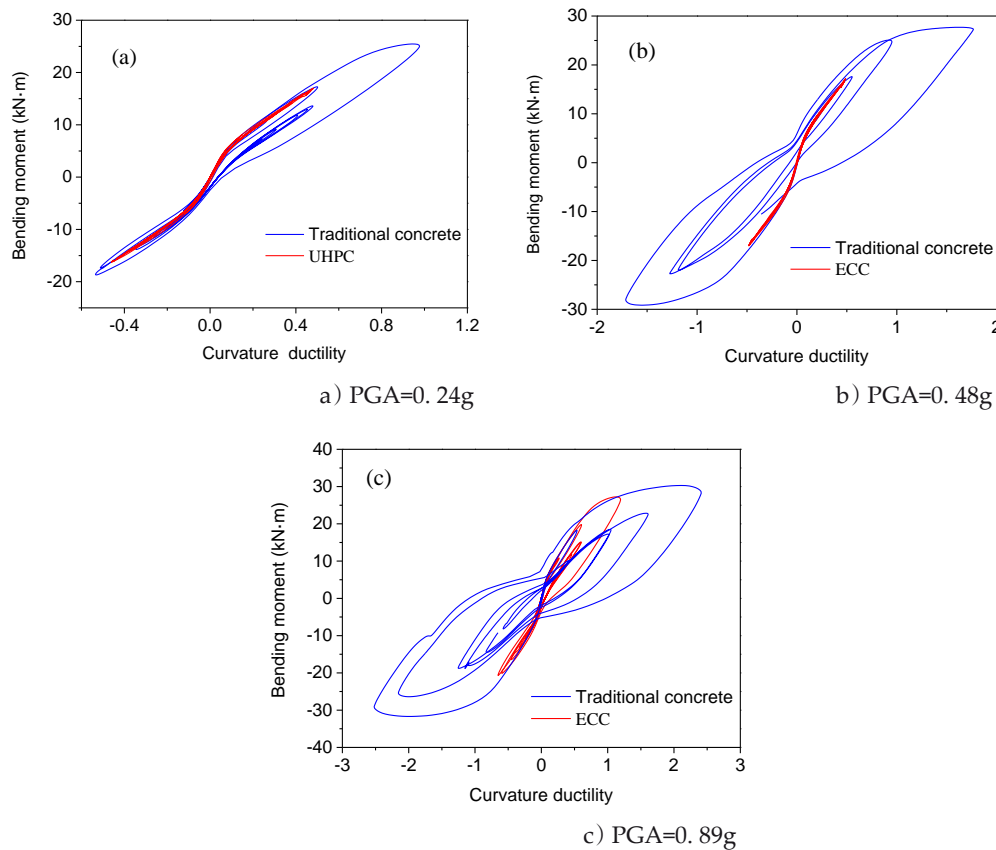 30
20
10
0
-10
-20
Bending moment (kN·m)
(a)
Traditional concrete
UHPC
-0.4
0.0
0.4
0.8
1.2
Curvature ductility
a) PGA=0. 24g
30
20
10
0
-10
-20
-30
Bending moment (kN·m)
(b)
Traditional concrete
ECC
-2
-1
0
1
2
Curvature ductility
b) PGA=0. 48g
40
30
20
10
0
-10
-20
-30
-40
Bending moment (kN·m)
(c)
Traditional concrete
ECC
-3
-2
-1
0
1
2
3
Curvature ductility
c) PGA=0. 89g